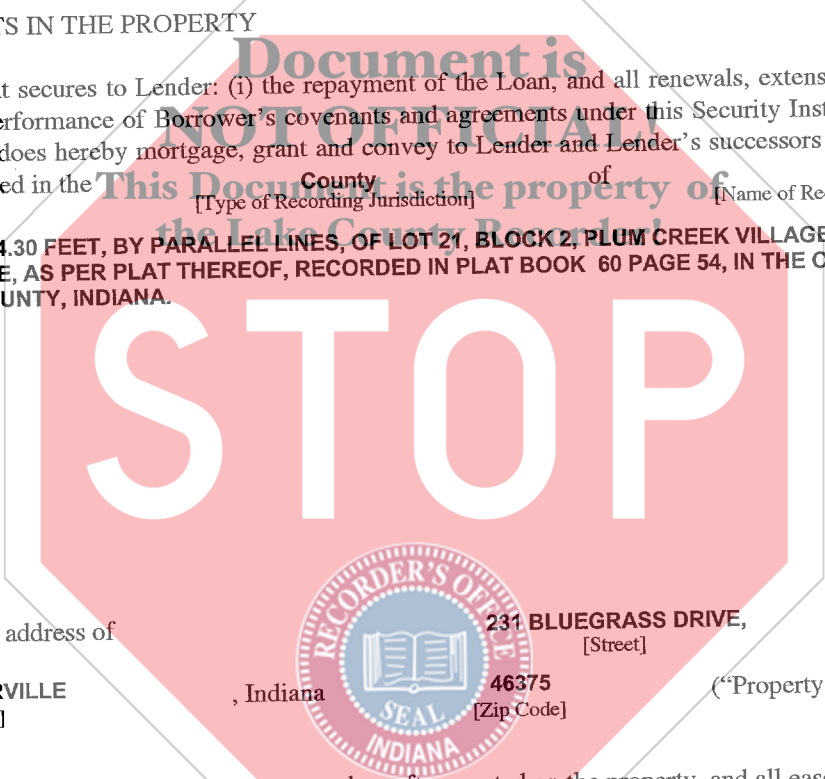 TS IN THE PROPERTY
Document is
t secures to Lender: (i) the repayment of the Loan, and all renewals, extens
NOT OFFICIAL!
erformance of Borrower's covenants and agreements under this Security Inst
does hereby mortgage, grant and convey to Lender and Lender's successors
ed in the County of
This Document is the property of
[Type of Recording Jurisdiction] [Name of Re
the Lake County Recorder!
4.30 FEET, BY PARALLEL LINES, OF LOT 21, BLOCK 2, PLUM CREEK VILLAGE
E, AS PER PLAT THEREOF, RECORDED IN PLAT BOOK 60 PAGE 54, IN THE
UNTY, INDIANA.
STOP
RECORDER'S OFFICE
address of 231 BLUEGRASS DRIVE,
[Street]
RVILLE , Indiana 46375 ("Property
] [Zip Code]
SEAL
INDIANA
the property, and all eas